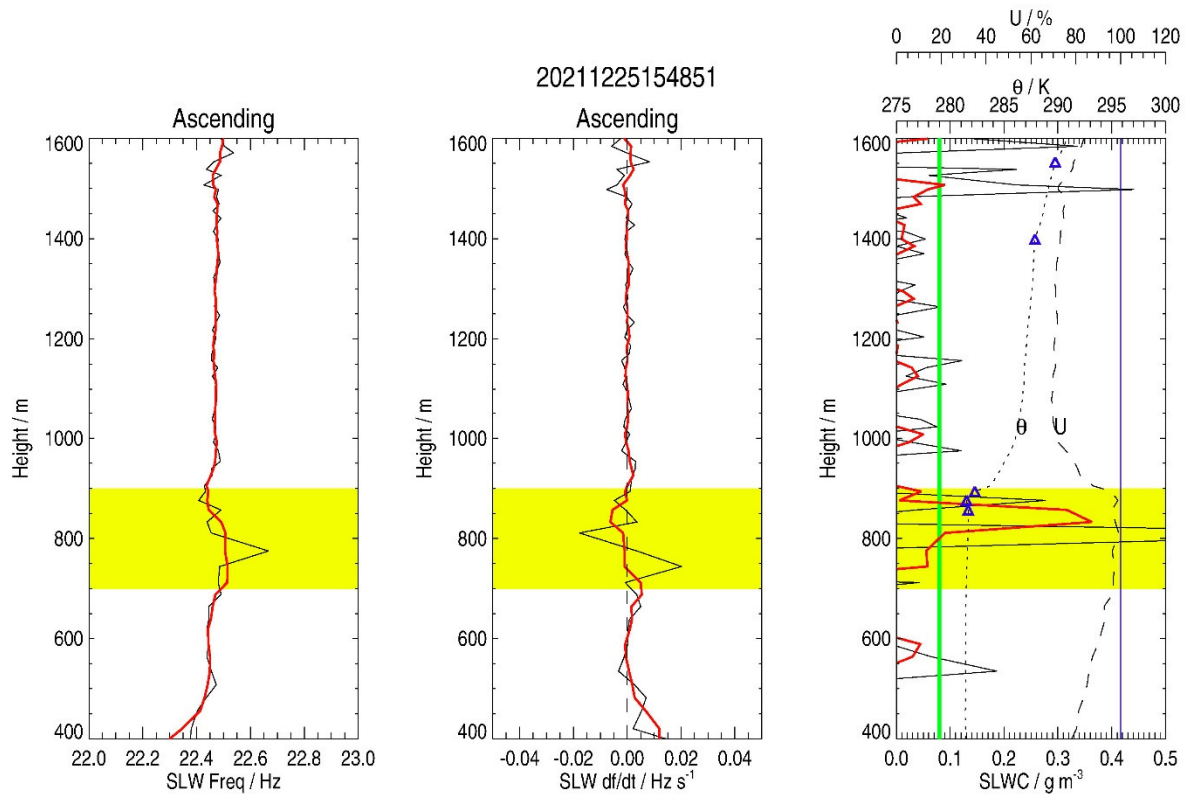 20211225154851
Ascending
1600
1400
1200
1000
800
600
400
Height / m
22.0 22.2 22.4 22.6 22.8 23.0
SLW Freq / Hz
Ascending
1600
1400
1200
1000
800
600
400
Height / m
-0.04 -0.02 0.00 0.02 0.04
SLW df/dt / Hz s⁻¹
U / %
0 20 40 60 80 100 120
θ / K
275 280 285 290 295 300
1600
1400
1200
1000
800
600
400
Height / m
θ U
0.0 0.1 0.2 0.3 0.4 0.5
SLWC / g m⁻³